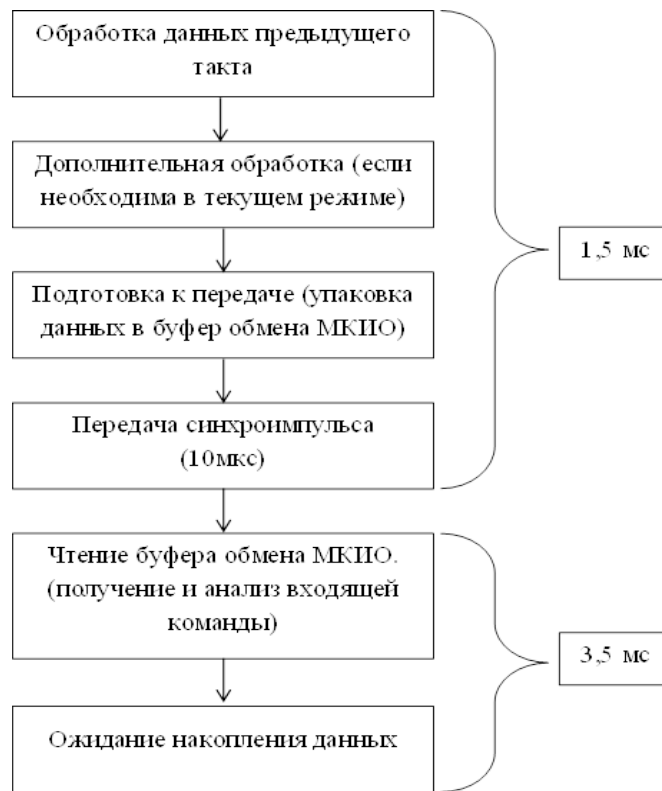 Обработка данных предыдущего
такта
Дополнительная обработка (если
необходима в текущем режиме)
1,5 мс
Подготовка к передаче (упаковка
данных в буфер обмена МКИО)
Передача синхроимпульса
(10мкс)
Чтение буфера обмена МКИО.
(получение и анализ входящей
команды)
3,5 мс
Ожидание накопления данных